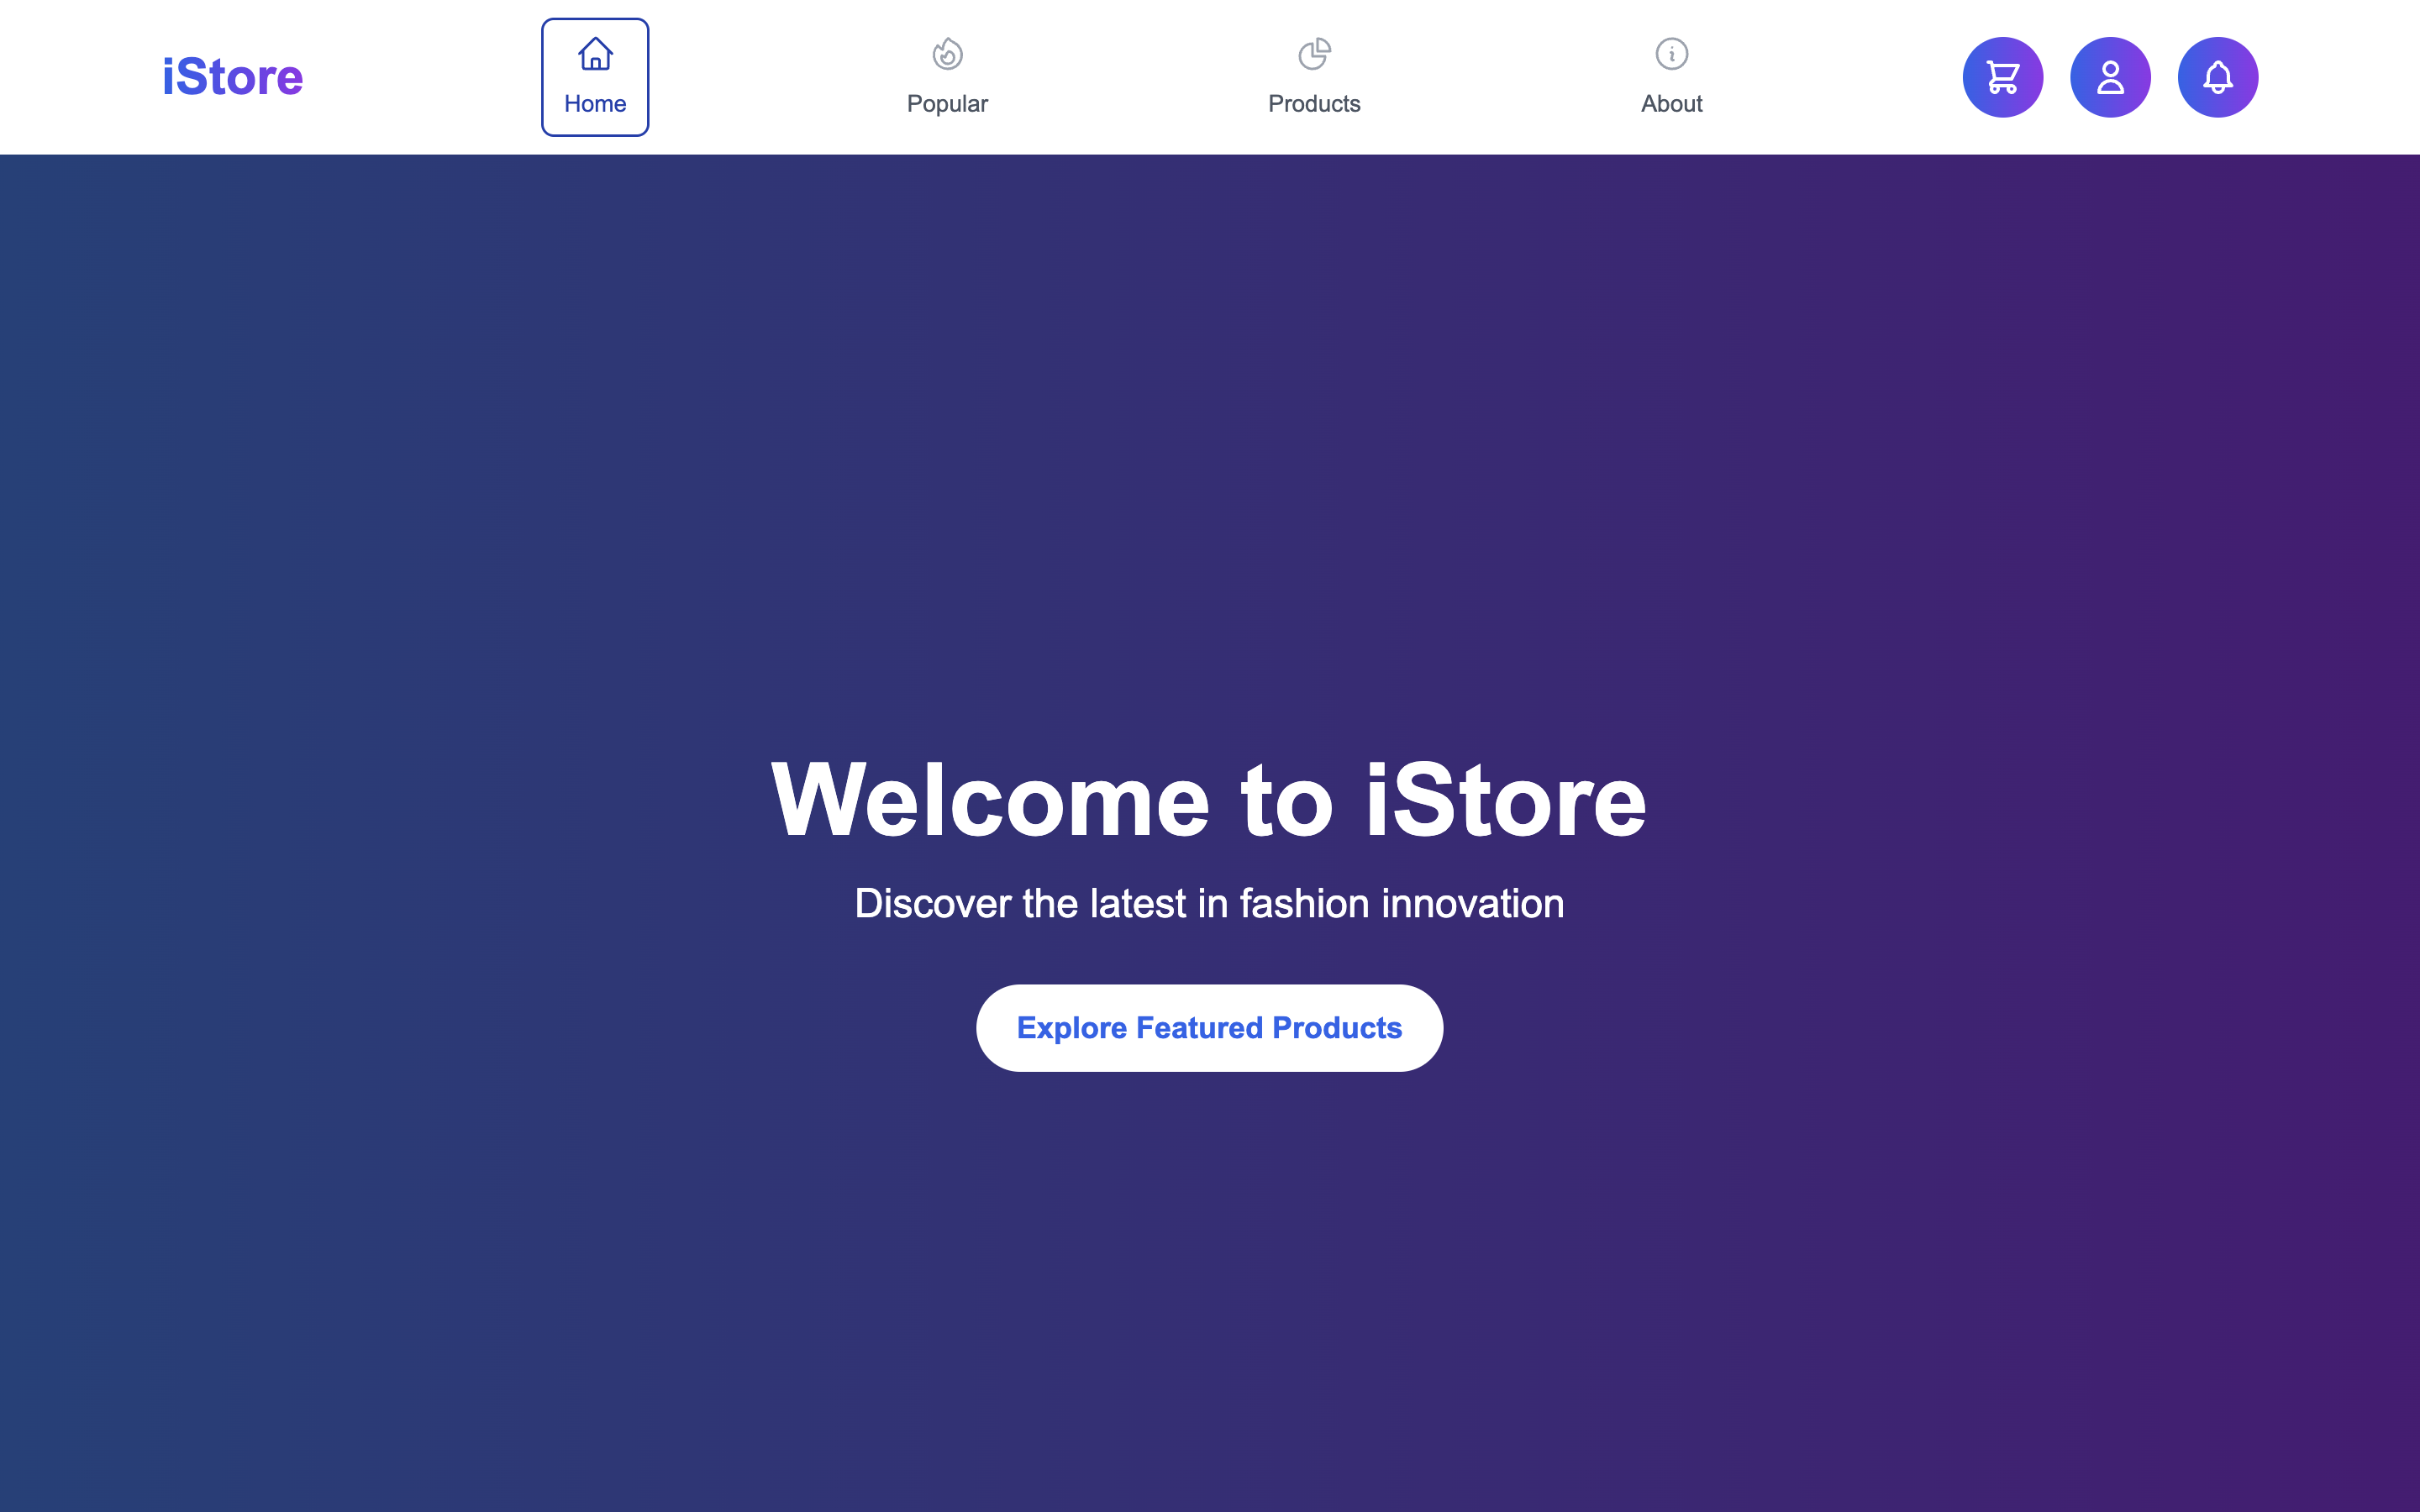 iStore
Home
Popular
Products
About
Welcome to iStore
Discover the latest in fashion innovation
Explore Featured Products